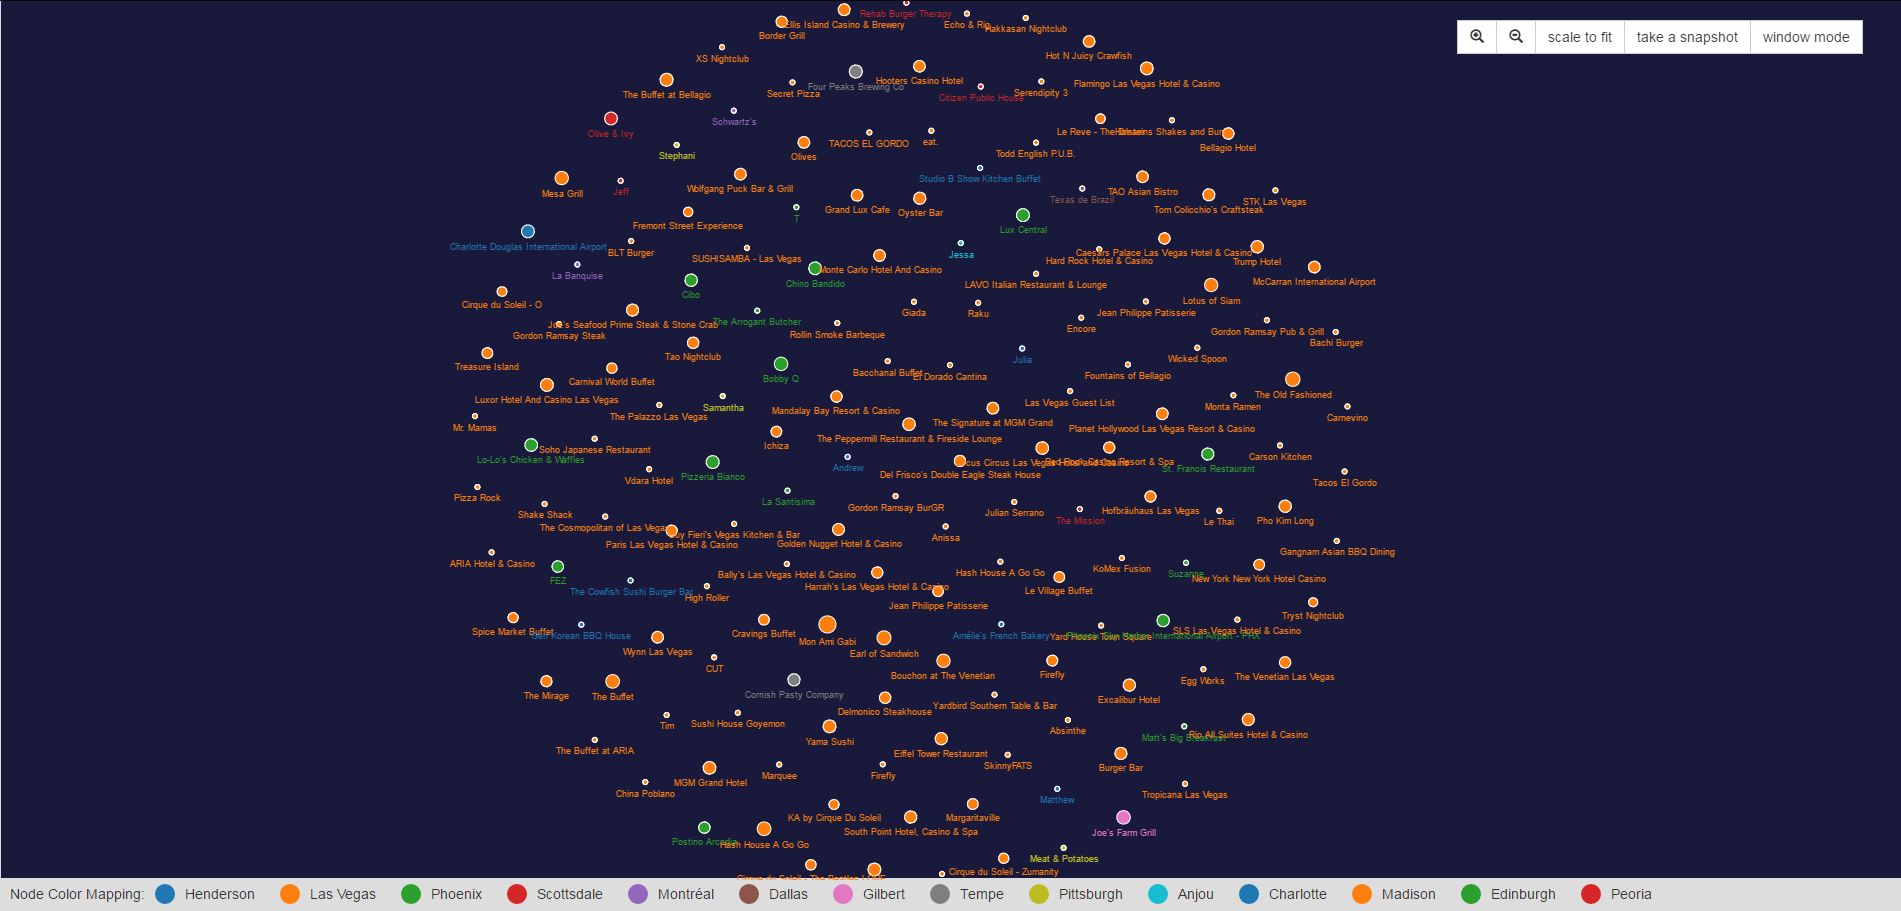 Rehab Burger Therapy
Ellis Island Casino & Brewery
Echo & Rig
Hakkasan Nightclub
Border Grill
zoom
scale to fit
take a snapshot
window mode
XS Nightclub
Hot N Juicy Crawfish
Hooters Casino Hotel
Flamingo Las Vegas Hotel & Casino
Four Peaks Brewing Co
The Buffet at Bellagio
Secret Pizza
Citizen Public House
Serendipity 3
Schwartz's
Olive & Ivy
Le Reve - The Dream
Holsteins Shakes and Buns
TACOS EL GORDO
eat.
Bellagio Hotel
Stephani
Olives
Todd English P.U.B.
Studio B Show Kitchen Buffet
Mesa Grill
Jeff
Wolfgang Puck Bar & Grill
TAO Asian Bistro
Texas de Brazil
STK Las Vegas
Grand Lux Cafe
Oyster Bar
Tom Colicchio's Craftsteak
T
Fremont Street Experience
Lux Central
Charlotte Douglas International Airport
BLT Burger
SUSHISAMBA - Las Vegas
Jessa
Caesars Palace Las Vegas Hotel & Casino
Hard Rock Hotel & Casino
Trump Hotel
Monte Carlo Hotel And Casino
La Banquise
Chino Bandido
LAVO Italian Restaurant & Lounge
McCarran International Airport
Cibo
Cirque du Soleil - O
Lotus of Siam
Giada
Raku
Jean Philippe Patisserie
Joe's Seafood Prime Steak & Stone Crab
The Arrogant Butcher
Gordon Ramsay Steak
Rollin Smoke Barbeque
Encore
Gordon Ramsay Pub & Grill
Bachi Burger
Tao Nightclub
Julia
Wicked Spoon
Treasure Island
Bacchanal Buffet
El Dorado Cantina
Fountains of Bellagio
Carnival World Buffet
Bobby Q
The Old Fashioned
Luxor Hotel And Casino Las Vegas
Samantha
Las Vegas Guest List
Monta Ramen
Carnevino
Mandalay Bay Resort & Casino
The Palazzo Las Vegas
Mr. Mamas
The Signature at MGM Grand
Planet Hollywood Las Vegas Resort & Casino
The Peppermill Restaurant & Fireside Lounge
Ichiza
Soho Japanese Restaurant
Lo-Lo's Chicken & Waffles
Carson Kitchen
Circus Circus Las Vegas Hotel and Casino
Red Rock Casino Resort & Spa
St. Francis Restaurant
Andrew
Del Frisco's Double Eagle Steak House
Pizzeria Bianco
Vdara Hotel
Tacos El Gordo
Pizza Rock
La Santisima
Gordon Ramsay BurGR
Julian Serrano
Hofbräuhaus Las Vegas
Shake Shack
The Mission
Le Thai
Pho Kim Long
The Cosmopolitan of Las Vegas
Guy Fieri's Vegas Kitchen & Bar
Anissa
Paris Las Vegas Hotel & Casino
Golden Nugget Hotel & Casino
Gangnam Asian BBQ Dining
ARIA Hotel & Casino
Bally's Las Vegas Hotel & Casino
Hash House A Go Go
KoMex Fusion
Suzanne
New York New York Hotel Casino
FEZ
Harrah's Las Vegas Hotel & Casino
The Cowfish Sushi Burger Bar
High Roller
Le Village Buffet
Jean Philippe Patisserie
Tryst Nightclub
Spice Market Buffet
Gen Korean BBQ House
Cravings Buffet
Mon Ami Gabi
Amélie's French Bakery
Yard House Town Square
Phoenix Sky Harbor International Airport - PHX
SLS Las Vegas Hotel & Casino
Wynn Las Vegas
Earl of Sandwich
CUT
Bouchon at The Venetian
Firefly
Egg Works
The Venetian Las Vegas
The Mirage
The Buffet
Cornish Pasty Company
Excalibur Hotel
Delmonico Steakhouse
Yardbird Southern Table & Bar
Tim
Sushi House Goyemon
Absinthe
Matt's Big Breakfast
Rio All Suites Hotel & Casino
Yama Sushi
The Buffet at ARIA
Eiffel Tower Restaurant
SkinnyFATS
Burger Bar
MGM Grand Hotel
Marquee
Firefly
China Poblano
Matthew
Tropicana Las Vegas
KA by Cirque Du Soleil
Margaritaville
South Point Hotel, Casino & Spa
Joe's Farm Grill
Postino Arcadia
Hash House A Go Go
Meat & Potatoes
Cirque du Soleil - Zumanity
Cirque du Soleil - The Beatles LOVE
Node Color Mapping: Henderson Las Vegas Phoenix Scottsdale Montréal Dallas Gilbert Tempe Pittsburgh Anjou Charlotte Madison Edinburgh Peoria